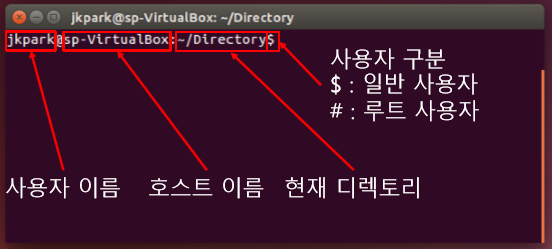 jkpark@sp-VirtualBox: ~/Directory
jkpark@sp-VirtualBox:~/Directory$
사용자 구분
$ : 일반 사용자
# : 루트 사용자
사용자 이름 호스트 이름 현재 디렉토리